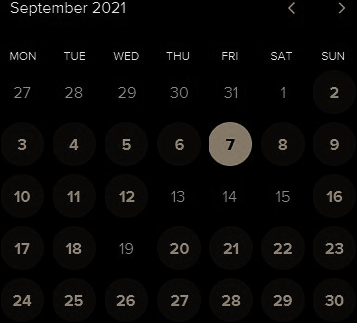 September 2021 < >
MON TUE WED THU FRI SAT SUN
27 28 29 30 31 1 2
3 4 5 6 7 8 9
10 11 12 13 14 15 16
17 18 19 20 21 22 23
24 25 26 27 28 29 30